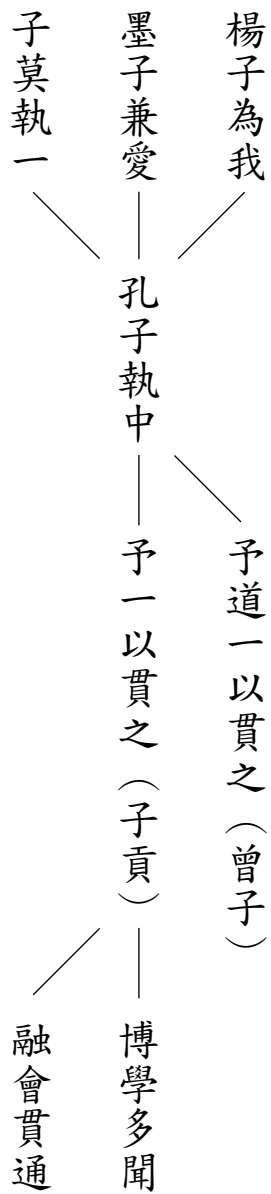 楊子為我
墨子兼愛
子莫執一
孔子執中
予道一以貫之（曾子）
予一以貫之（子貢）
博學多聞
融會貫通